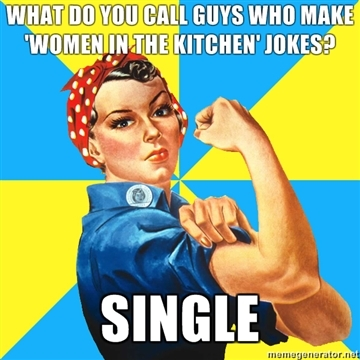 WHAT DO YOU CALL GUYS WHO MAKE
'WOMEN IN THE KITCHEN' JOKES?
SINGLE
memegenerator.net